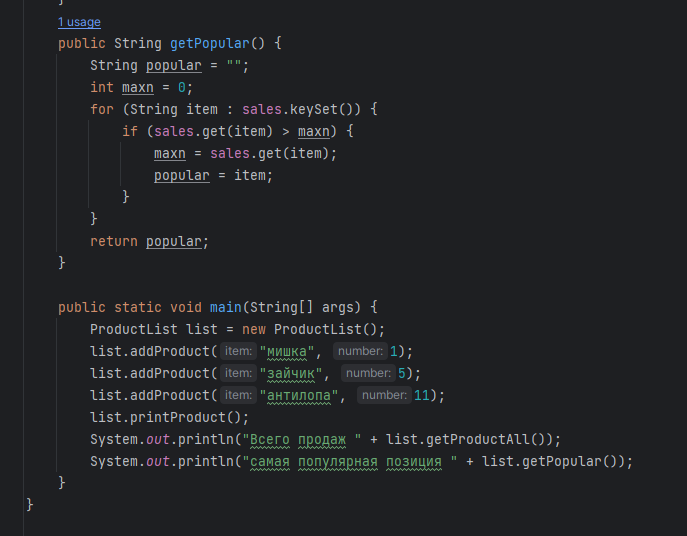 }
1 usage
public String getPopular() {
String popular = "";
int maxn = 0;
for (String item : sales.keySet()) {
if (sales.get(item) > maxn) {
maxn = sales.get(item);
popular = item;
}
}
return popular;
}
public static void main(String[] args) {
ProductList list = new ProductList();
list.addProduct( item: "мишка", number: 1);
list.addProduct( item: "зайчик", number: 5);
list.addProduct( item: "антилопа", number: 11);
list.printProduct();
System.out.println("Всего продаж " + list.getProductAll());
System.out.println("самая популярная позиция " + list.getPopular());
}
}